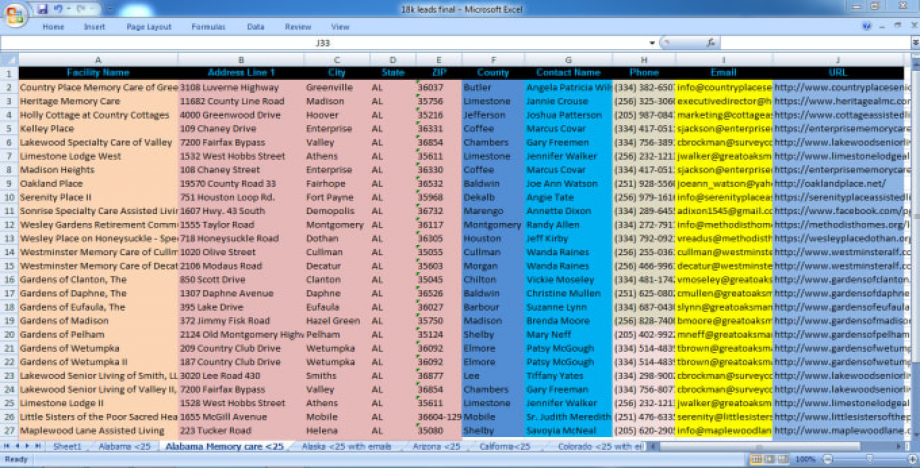 18k leads final - Microsoft Excel
Home Insert Page Layout Formulas Data Review View
J33 fx
A B C D E F G H I J
1 Facility Name Address Line 1 City State ZIP County Contact Name Phone Email URL
2 Country Place Memory Care of Gree 3108 Luverne Highway Greenville AL 36037 Butler Angela Patricia Wil (334) 382-650 info@countryplacese http://www.countryplaceseni
3 Heritage Memory Care 11682 County Line Road Madison AL 35756 Limestone Jannie Crouse (256) 325-306 executivedirector@h http://www.heritagealmc.co
4 Holly Cottage at Country Cottages 4000 Greenwood Drive Hoover AL 35216 Jefferson Joshua Patterson (205) 987-084 marketing@cottageas http://www.cottageassistedli
5 Kelley Place 109 Chaney Drive Enterprise AL 36331 Coffee Marcus Covar (334) 417-051 sjackson@enterprise http://enterprisememorycare
6 Lakewood Specialty Care of Valley 7200 Fairfax Bypass Valley AL 36854 Chambers Gary Freemen (334) 756-389 cbrockman@surveyco http://www.lakewoodseniorli
7 Limestone Lodge West 1532 West Hobbs Street Athens AL 35611 Limestone Jennifer Walker (256) 232-121 jwalker@greatoaksm http://www.limestonelodgeal
8 Madison Heights 108 Chaney Street Enterprise AL 36330 Coffee Marcus Covar (334) 417-051 sjackson@enterprise http://enterprisememorycare
9 Oakland Place 19570 County Road 33 Fairhope AL 36532 Baldwin Joe Ann Watson (251) 928-556 joeann_watson@yah http://oaklandplace.net/
10 Serenity Place II 751 Houston Loop Rd. Fort Payne AL 35968 Dekalb Angie Tate (256) 979-161 info@serenityplacea http://serenityplaceassistedl
11 Sonrise Specialty Care Assisted Livir 1607 Hwy. 43 South Demopolis AL 36732 Marengo Annette Dixon (334) 289-645 adixon1545@gmail.c http://www.facebook.com/p
12 Wesley Gardens Retirement Comm 1555 Taylor Road Montgomery AL 36117 Montgomery Randy Allen (334) 272-791 info@methodisthom http://methodisthomes.org/
13 Wesley Place on Honeysuckle - Spe 718 Honeysuckle Road Dothan AL 36305 Houston Jeff Kirby (334) 792-092 vreadus@methodisth http://wesleyplacedothan.or
14 Westminster Memory Care of Cullm 1020 Olive Street Cullman AL 35055 Cullman Wanda Raines (256) 255-036 cullman@westminst http://www.westminsteralf.c
15 Westminster Memory Care of Decat 2106 Modaus Road Decatur AL 35603 Morgan Wanda Raines (256) 466-996 decatur@westminste http://www.westminsteralf.c
16 Gardens of Clanton, The 850 Scott Drive Clanton AL 35045 Chilton Vickie Moseley (334) 481-174 vmoseley@greatoaks http://www.gardensofclanton
17 Gardens of Daphne, The 1307 Daphne Avenue Daphne AL 36526 Baldwin Christine Mullen (251) 625-080 cmullen@greatoaksm http://www.gardensofdaphne
18 Gardens of Eufaula, The 395 Lake Drive Eufaula AL 36027 Barbour Suzanne Lynn (334) 687-043 slynn@greatoaksma http://www.gardensofeufaula
19 Gardens of Madison 372 Jimmy Fisk Road Hazel Green AL 35750 Madison Brenda Moore (256) 828-740 bmoore@greatoaksm http://www.gardensofmadiso
20 Gardens of Pelham 2124 Old Montgomery Highw Pelham AL 35124 Shelby Mary Neff (205) 402-992 mneff@greatoaksma http://www.gardensofpelham
21 Gardens of Wetumpka 209 Country Club Drive Wetumpka AL 36092 Elmore Patsy McGough (334) 514-483 tbrown@greatoaksm http://www.gardensofwetum
22 Gardens of Wetumpka II 187 Country Club Drive Wetumpka AL 36092 Elmore Patsy McGough (334) 514-483 tbrown@greatoaksm http://www.gardensofwetum
23 Lakewood Senior Living of Smith, LL 3020 Lee Road 430 Smiths AL 36877 Lee Tiffany Yates (334) 298-900 cbrockman@surveyco http://www.lakewoodseniorli
24 Lakewood Senior Living of Valley II, 7200 Fairfax Bypass Valley AL 36854 Chambers Gary Freeman (334) 756-807 cbrockman@surveyco http://www.lakewoodseniorli
25 Limestone Lodge II 1528 West Hobbs Street Athens AL 35611 Limestone Jennifer Walker (256) 232-121 jwalker@greatoaksm http://www.gardensofmadiso
26 Little Sisters of the Poor Sacred Hea 1655 McGill Avenue Mobile AL 36604-129 Mobile Sr. Judith Meredith (251) 476-633 serenity@littlesisters http://www.littlesistersofthep
27 Maplewood Lane Assisted Living 223 Tucker Road Helena AL 35080 Shelby Savoyia McNeal (205) 620-290 info@maplewoodlan http://www.maplewoodlane.
Sheet1 Alabama <25 Alabama Memory care <25 Alaska <25 with emails Arizona <25 Californa<25 Colorado <25 with e
Ready 100%